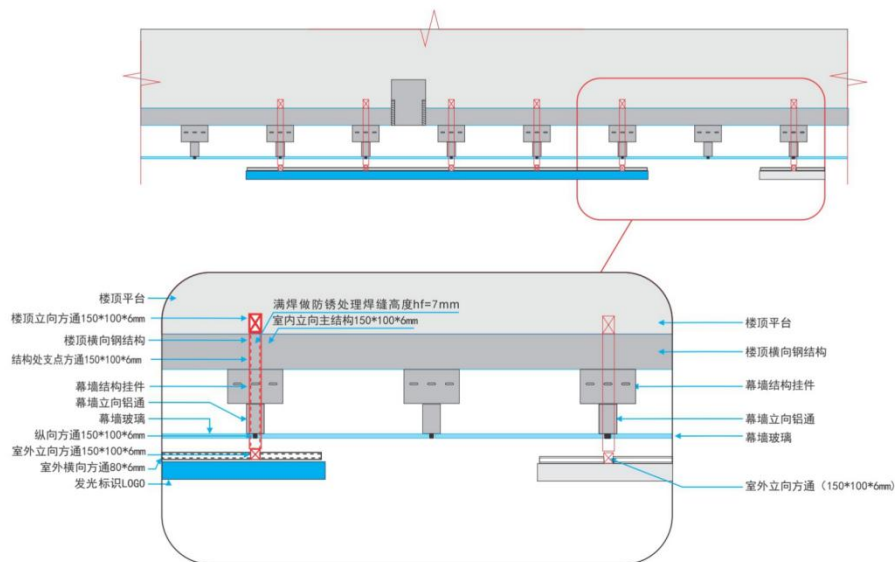 楼顶平台
楼顶立向方通150*100*6mm
楼顶横向钢结构
结构处支点方通150*100*6mm
幕墙结构挂件
幕墙立向铝通
幕墙玻璃
纵向方通150*100*6mm
室外立向方通150*100*6mm
室外横向方通80*6mm
发光标识LOGO
满焊做防锈处理焊缝高度hf=7mm
室内立向主结构150*100*6mm
楼顶平台
楼顶横向钢结构
幕墙结构挂件
幕墙立向铝通
幕墙玻璃
室外立向方通（150*100*6mm）